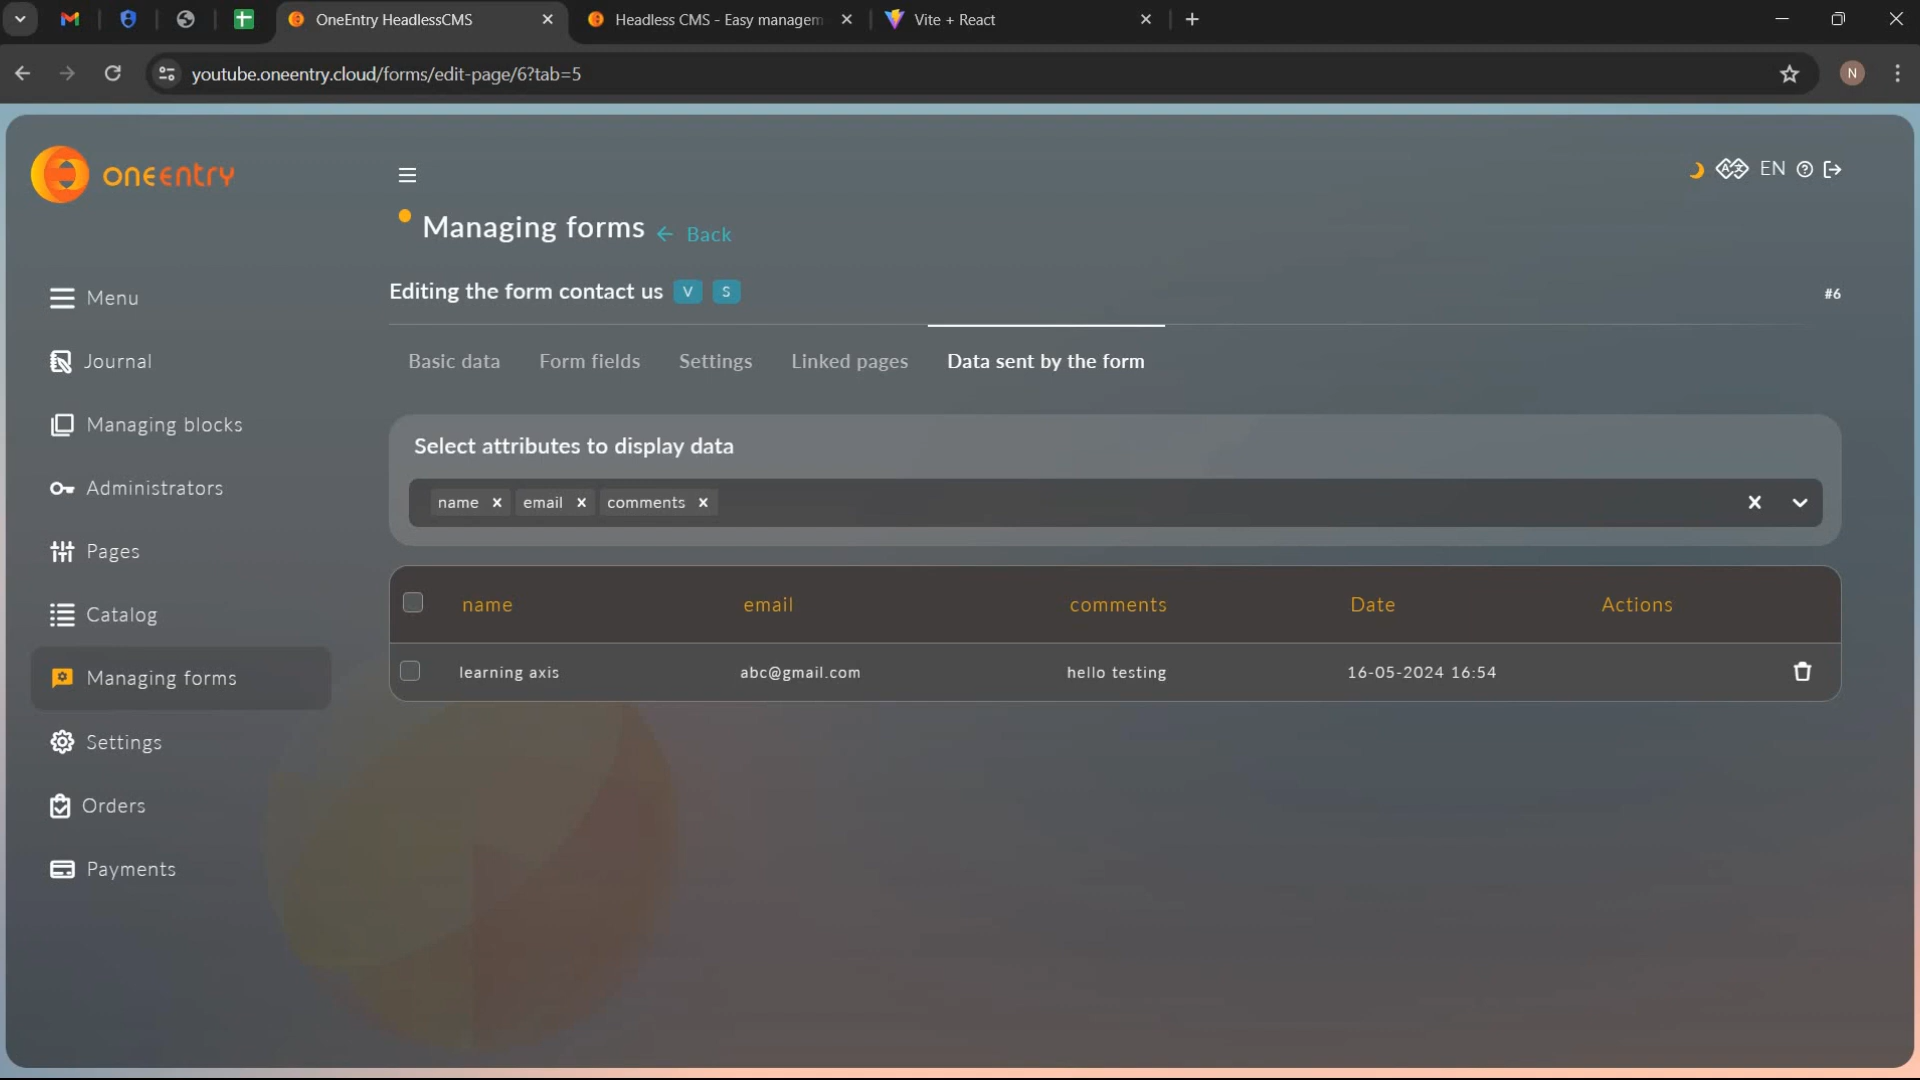 OneEntry HeadlessCMS
Headless CMS - Easy managem
Vite + React
youtube.oneentry.cloud/forms/edit-page/6?tab=5
N
oneentry
EN
Managing forms
Back
Editing the form contact us V S
#6
Menu
Journal
Managing blocks
Administrators
Pages
Catalog
Managing forms
Settings
Orders
Payments
Basic data Form fields Settings Linked pages Data sent by the form
Select attributes to display data
name email comments
name email comments Date Actions
learning axis abc@gmail.com hello testing 16-05-2024 16:54